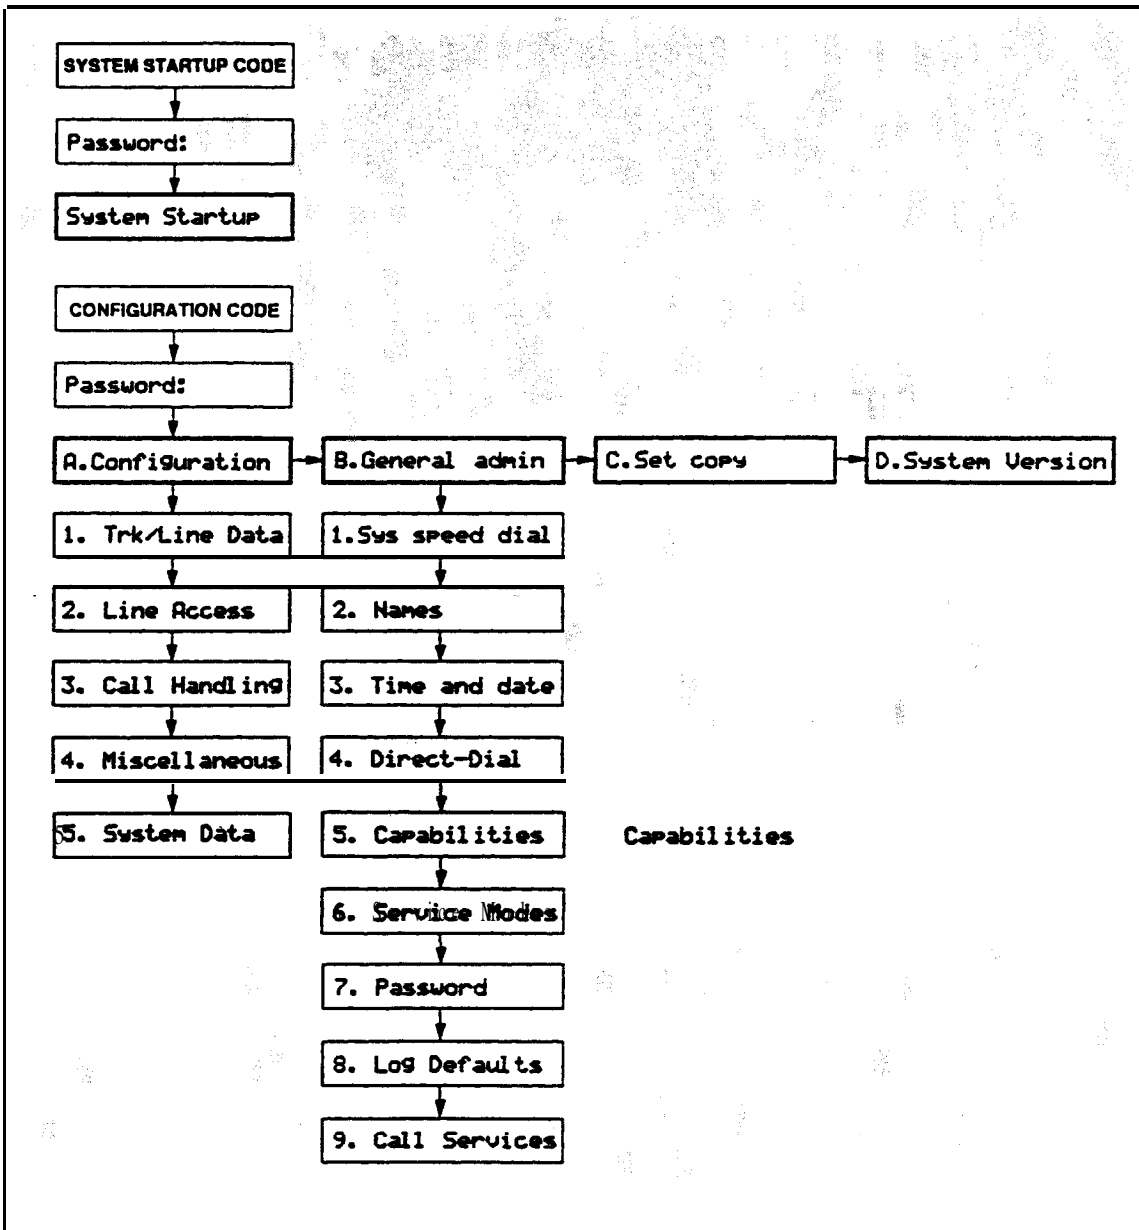 SYSTEM STARTUP CODE
Password:
System Startup
CONFIGURATION CODE
Password:
A.Configuration
B.General admin
C.Set copy
D.System Version
1. Trk/Line Data
1.Sys speed dial
2. Line Access
2. Names
3. Call Handling
3. Time and date
4. Miscellaneous
4. Direct-Dial
5. System Data
5. Capabilities
Capabilities
6. Service Modes
7. Password
8. Log Defaults
9. Call Services